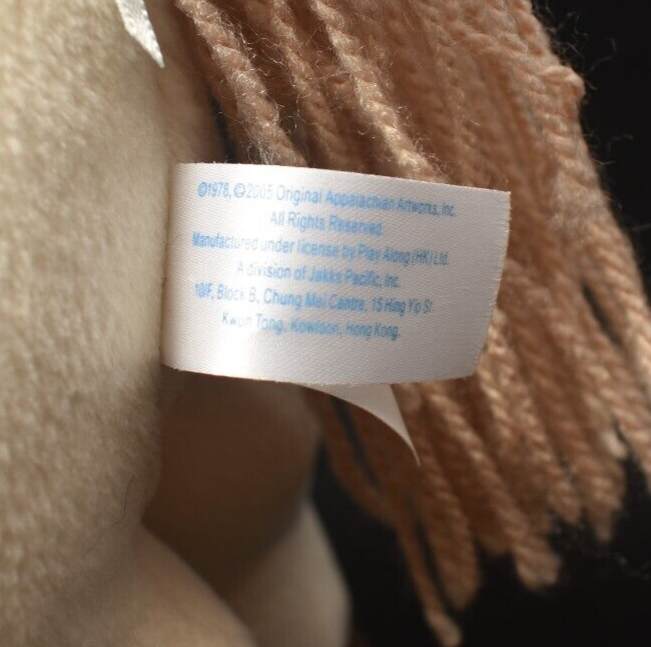 ©1978, ©2005 Original Appalachian Artworks, Inc.
All Rights Reserved.
Manufactured under license by Play Along (HK) Ltd.
A division of Jakks Pacific, Inc.
10/F, Block B, Chung Mei Centre, 15 Hing Yip St.
Kwun Tong, Kowloon, Hong Kong.